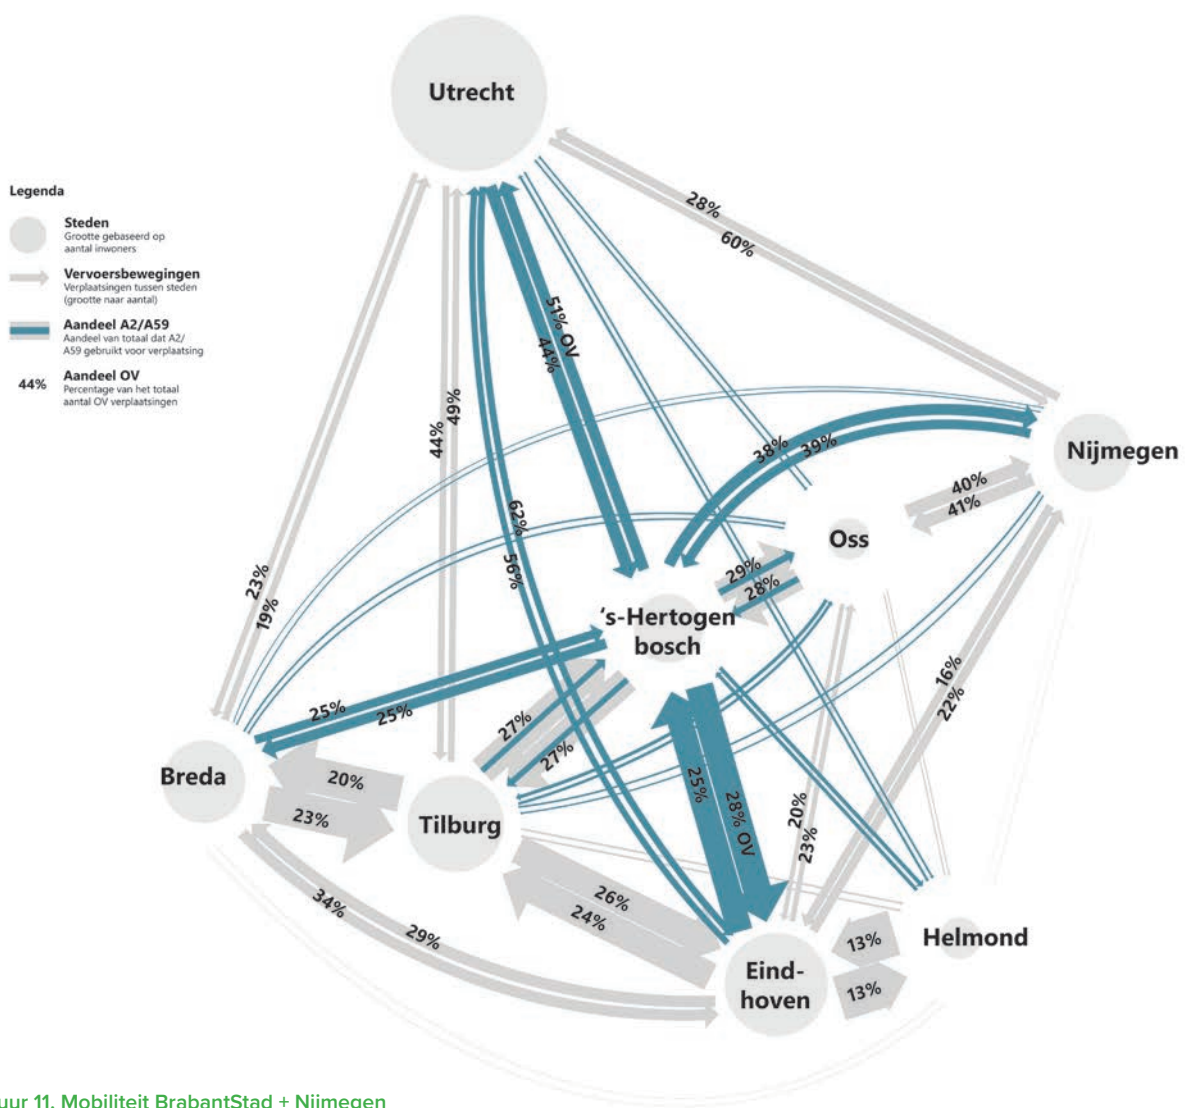 Utrecht
Legenda
Steden
Grootte gebaseerd op
aantal inwoners
Vervoersbewegingen
Verplaatsingen tussen steden
(grootte naar aantal)
Aandeel A2/A59
Aandeel van totaal dat A2/
A59 gebruikt voor verplaatsing
44%
Aandeel OV
Percentage van het totaal
aantal OV verplaatsingen
28%
60%
51% OV
44%
44%
49%
38%
39%
Nijmegen
40%
41%
62%
56%
Oss
29%
28%
23%
19%
's-Hertogen
bosch
16%
22%
25%
25%
27%
27%
Breda
20%
23%
Tilburg
25%
28% OV
20%
23%
26%
24%
34%
29%
Helmond
13%
13%
Eind-
hoven
uur 11. Mobiliteit BrabantStad + Nijmegen